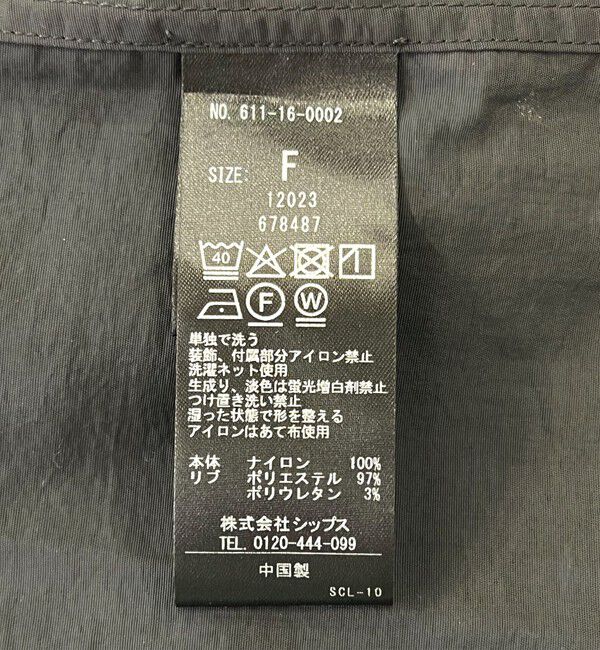 NO. 611-16-0002
SIZE: F
12023
678487
40
F W
単独で洗う
装飾、付属部分アイロン禁止
洗濯ネット使用
生成り、淡色は蛍光増白剤禁止
つけ置き洗い禁止
湿った状態で形を整える
アイロンはあて布使用
本体 ナイロン 100%
リブ ポリエステル 97%
ポリウレタン 3%
株式会社シップス
TEL. 0120-444-099
中国製
SCL-10